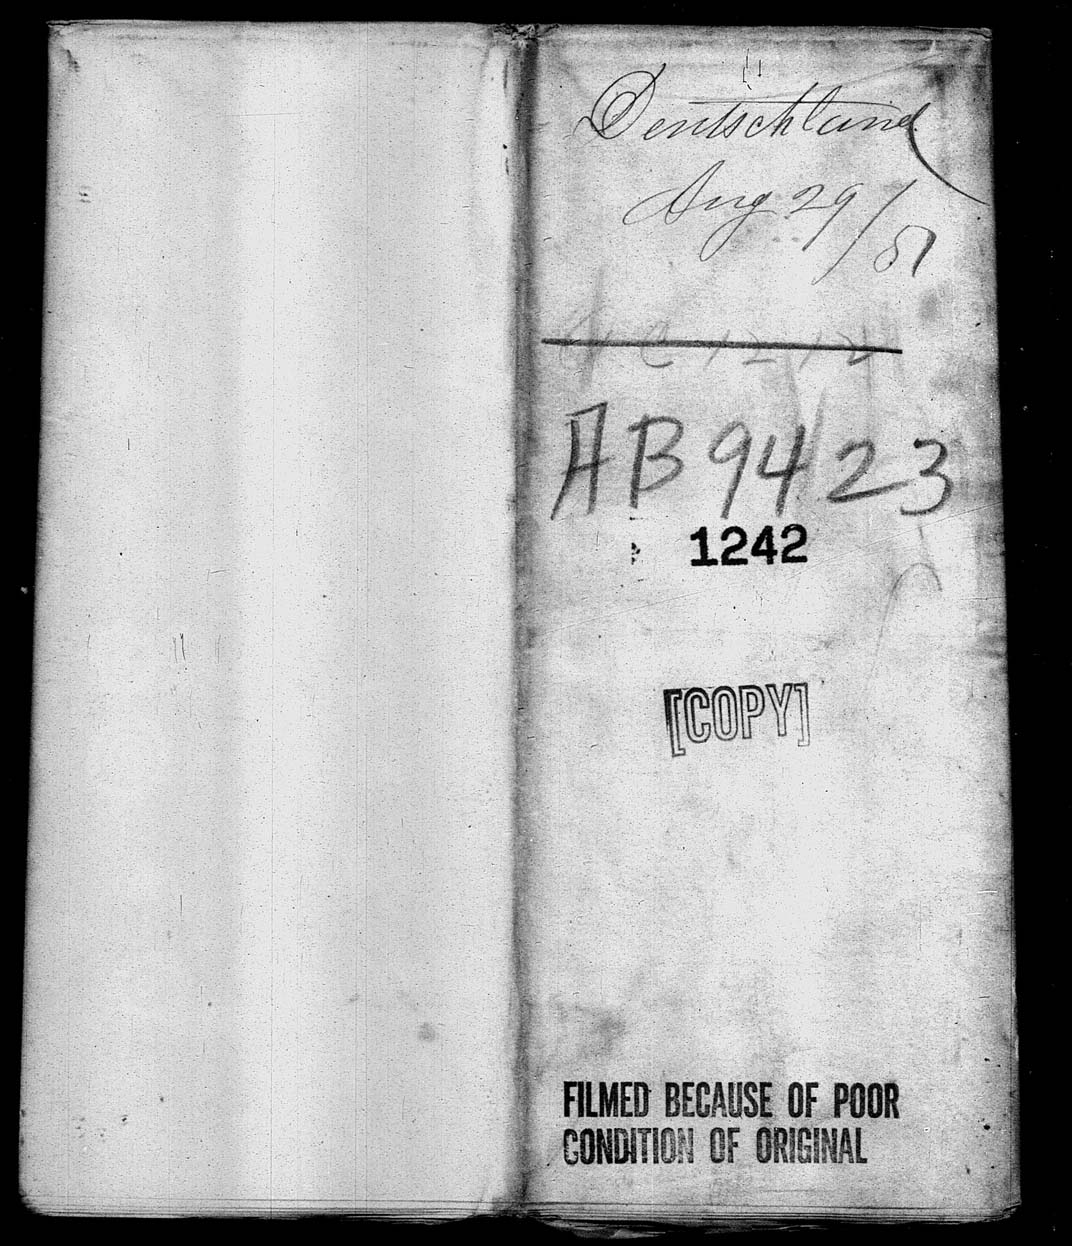 Deutschland
Aug 29/81
AB 9423
1242
[COPY]
FILMED BECAUSE OF POOR
CONDITION OF ORIGINAL